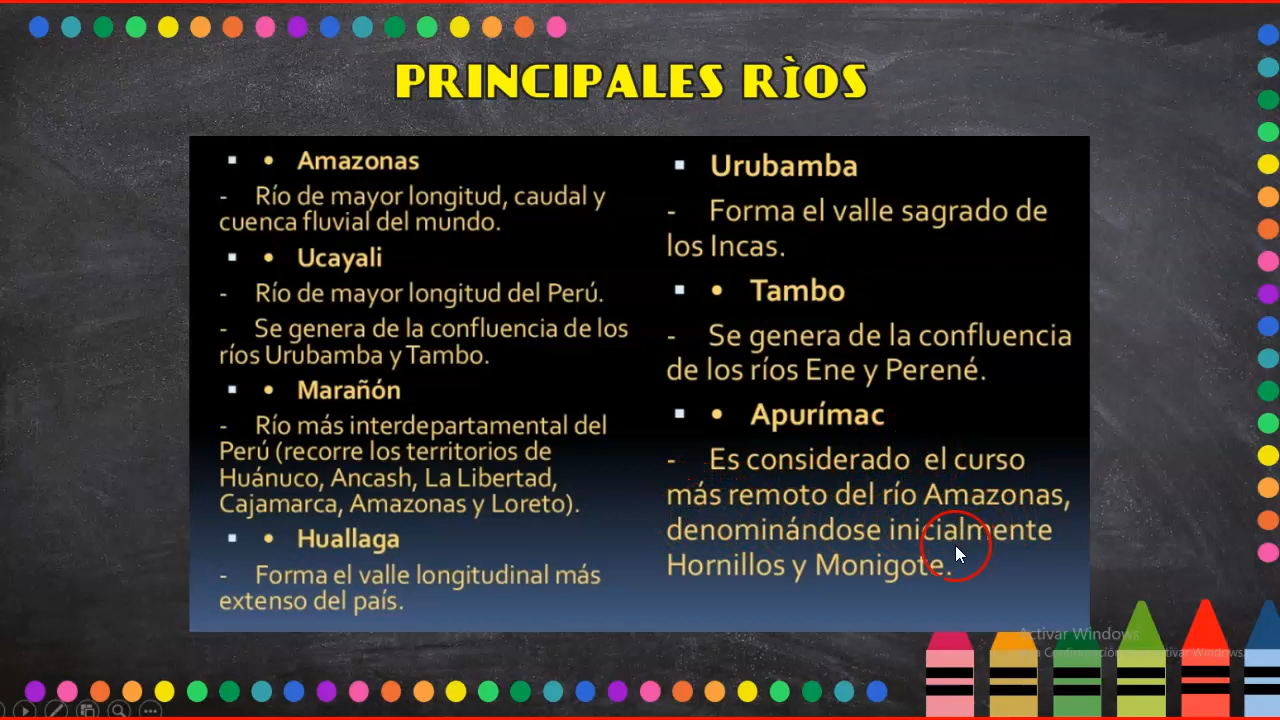 PRINCIPALES RÌOS
• Amazonas
- Río de mayor longitud, caudal y
cuenca fluvial del mundo.
• Ucayali
- Río de mayor longitud del Perú.
- Se genera de la confluencia de los
ríos Urubamba y Tambo.
• Marañón
- Río más interdepartamental del
Perú (recorre los territorios de
Huánuco, Ancash, La Libertad,
Cajamarca, Amazonas y Loreto).
• Huallaga
- Forma el valle longitudinal más
extenso del país.
Urubamba
- Forma el valle sagrado de
los Incas.
• Tambo
- Se genera de la confluencia
de los ríos Ene y Perené.
• Apurímac
- Es considerado el curso
más remoto del río Amazonas,
denominándose inicialmente
Hornillos y Monigote.
Activar Windows